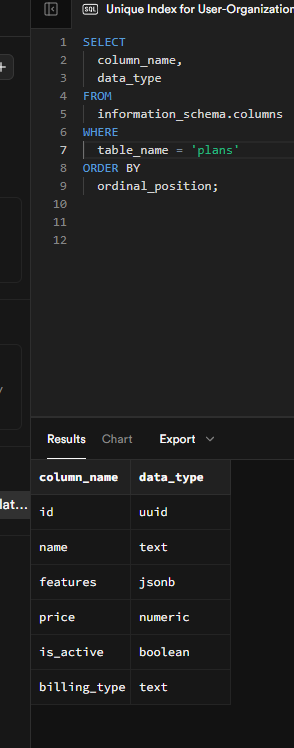 SQL Unique Index for User-Organization
1 SELECT
2 column_name,
3 data_type
4 FROM
5 information_schema.columns
6 WHERE
7 table_name = 'plans'
8 ORDER BY
9 ordinal_position;
10
11
12
lat...
Results Chart Export
column_name data_type
id uuid
name text
features jsonb
price numeric
is_active boolean
billing_type text